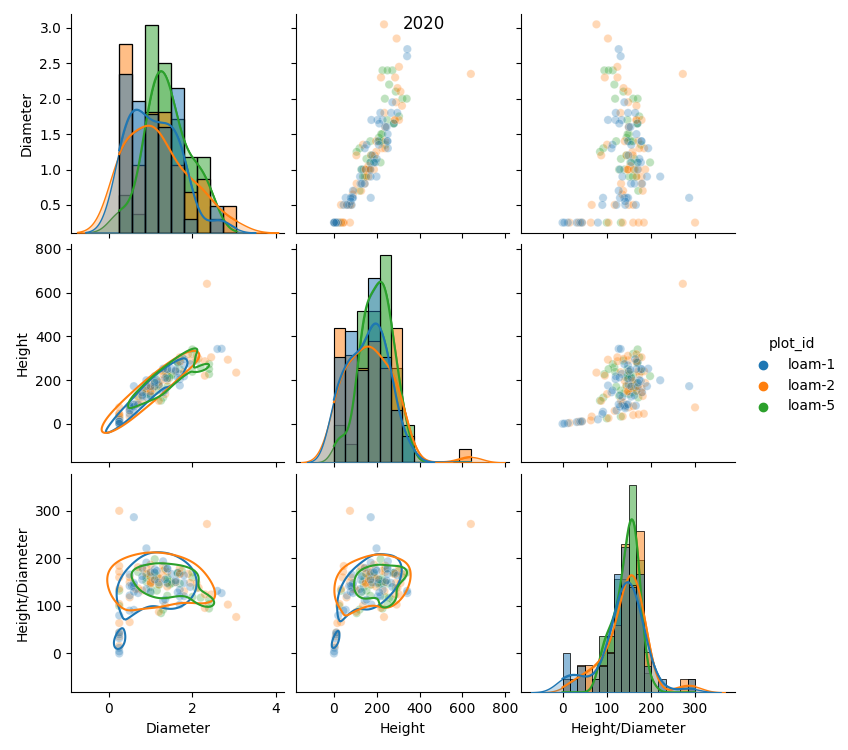 2020
3.0
2.5
2.0
1.5
1.0
0.5
Diameter
800
600
400
200
0
Height
plot_id
loam-1
loam-2
loam-5
300
200
100
0
Height/Diameter
0 2 4
0 200 400 600 800
0 100 200 300
Diameter
Height
Height/Diameter